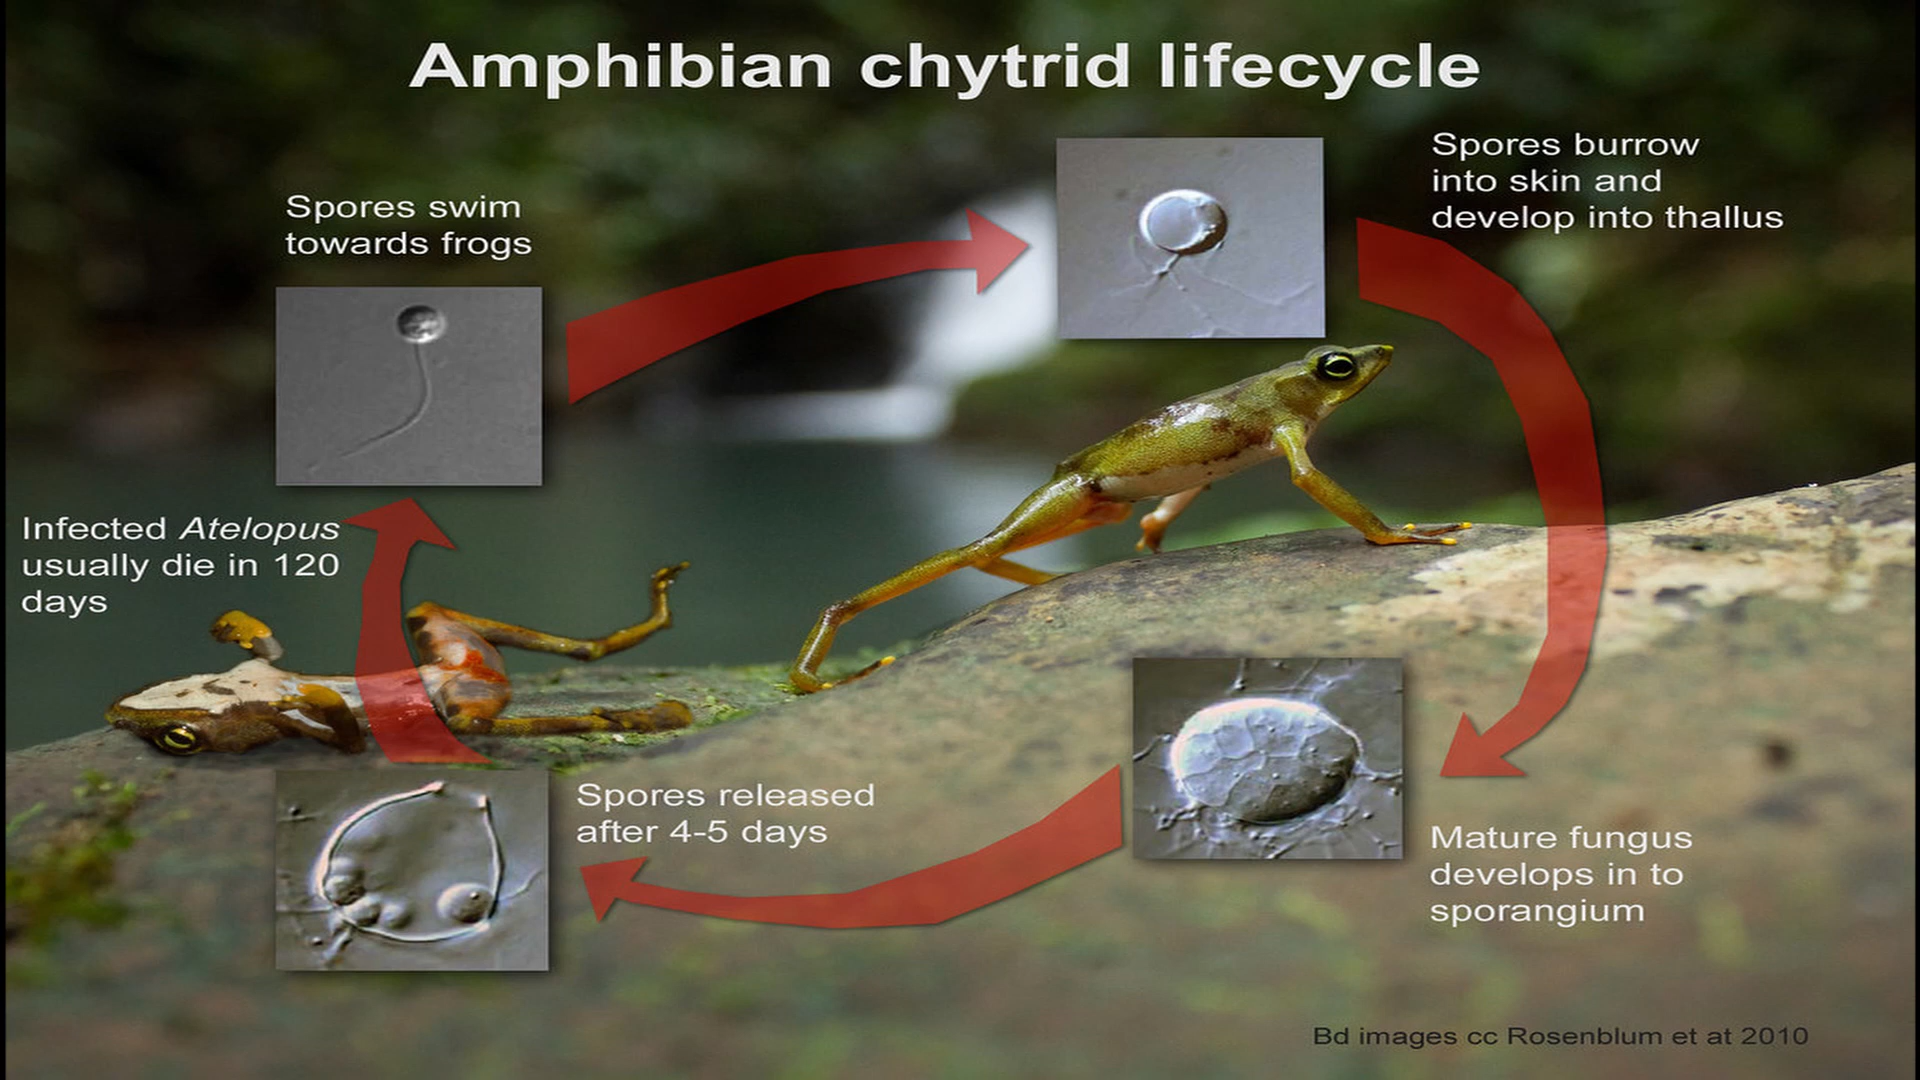 Amphibian chytrid lifecycle
Spores swim
towards frogs
Spores burrow
into skin and
develop into thallus
Infected Atelopus
usually die in 120
days
Spores released
after 4-5 days
Mature fungus
develops in to
sporangium
Bd images cc Rosenblum et at 2010